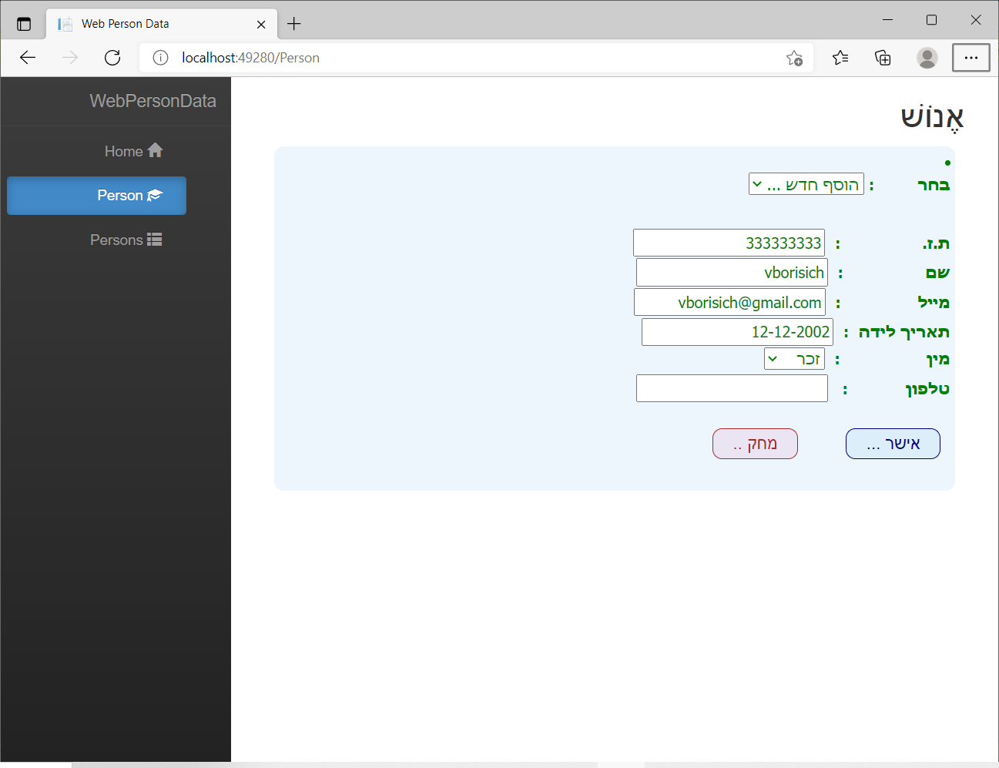 Web Person Data
localhost:49280/Person
WebPersonData
Home
Person
Persons
אֱנוֹשׁ
בחר : הוסף חדש ...
ת.ז. : 333333333
שם : vborisich
מייל : vborisich@gmail.com
תאריך לידה : 12-12-2002
מין : זכר
טלפון :
אישר ... מחק ..